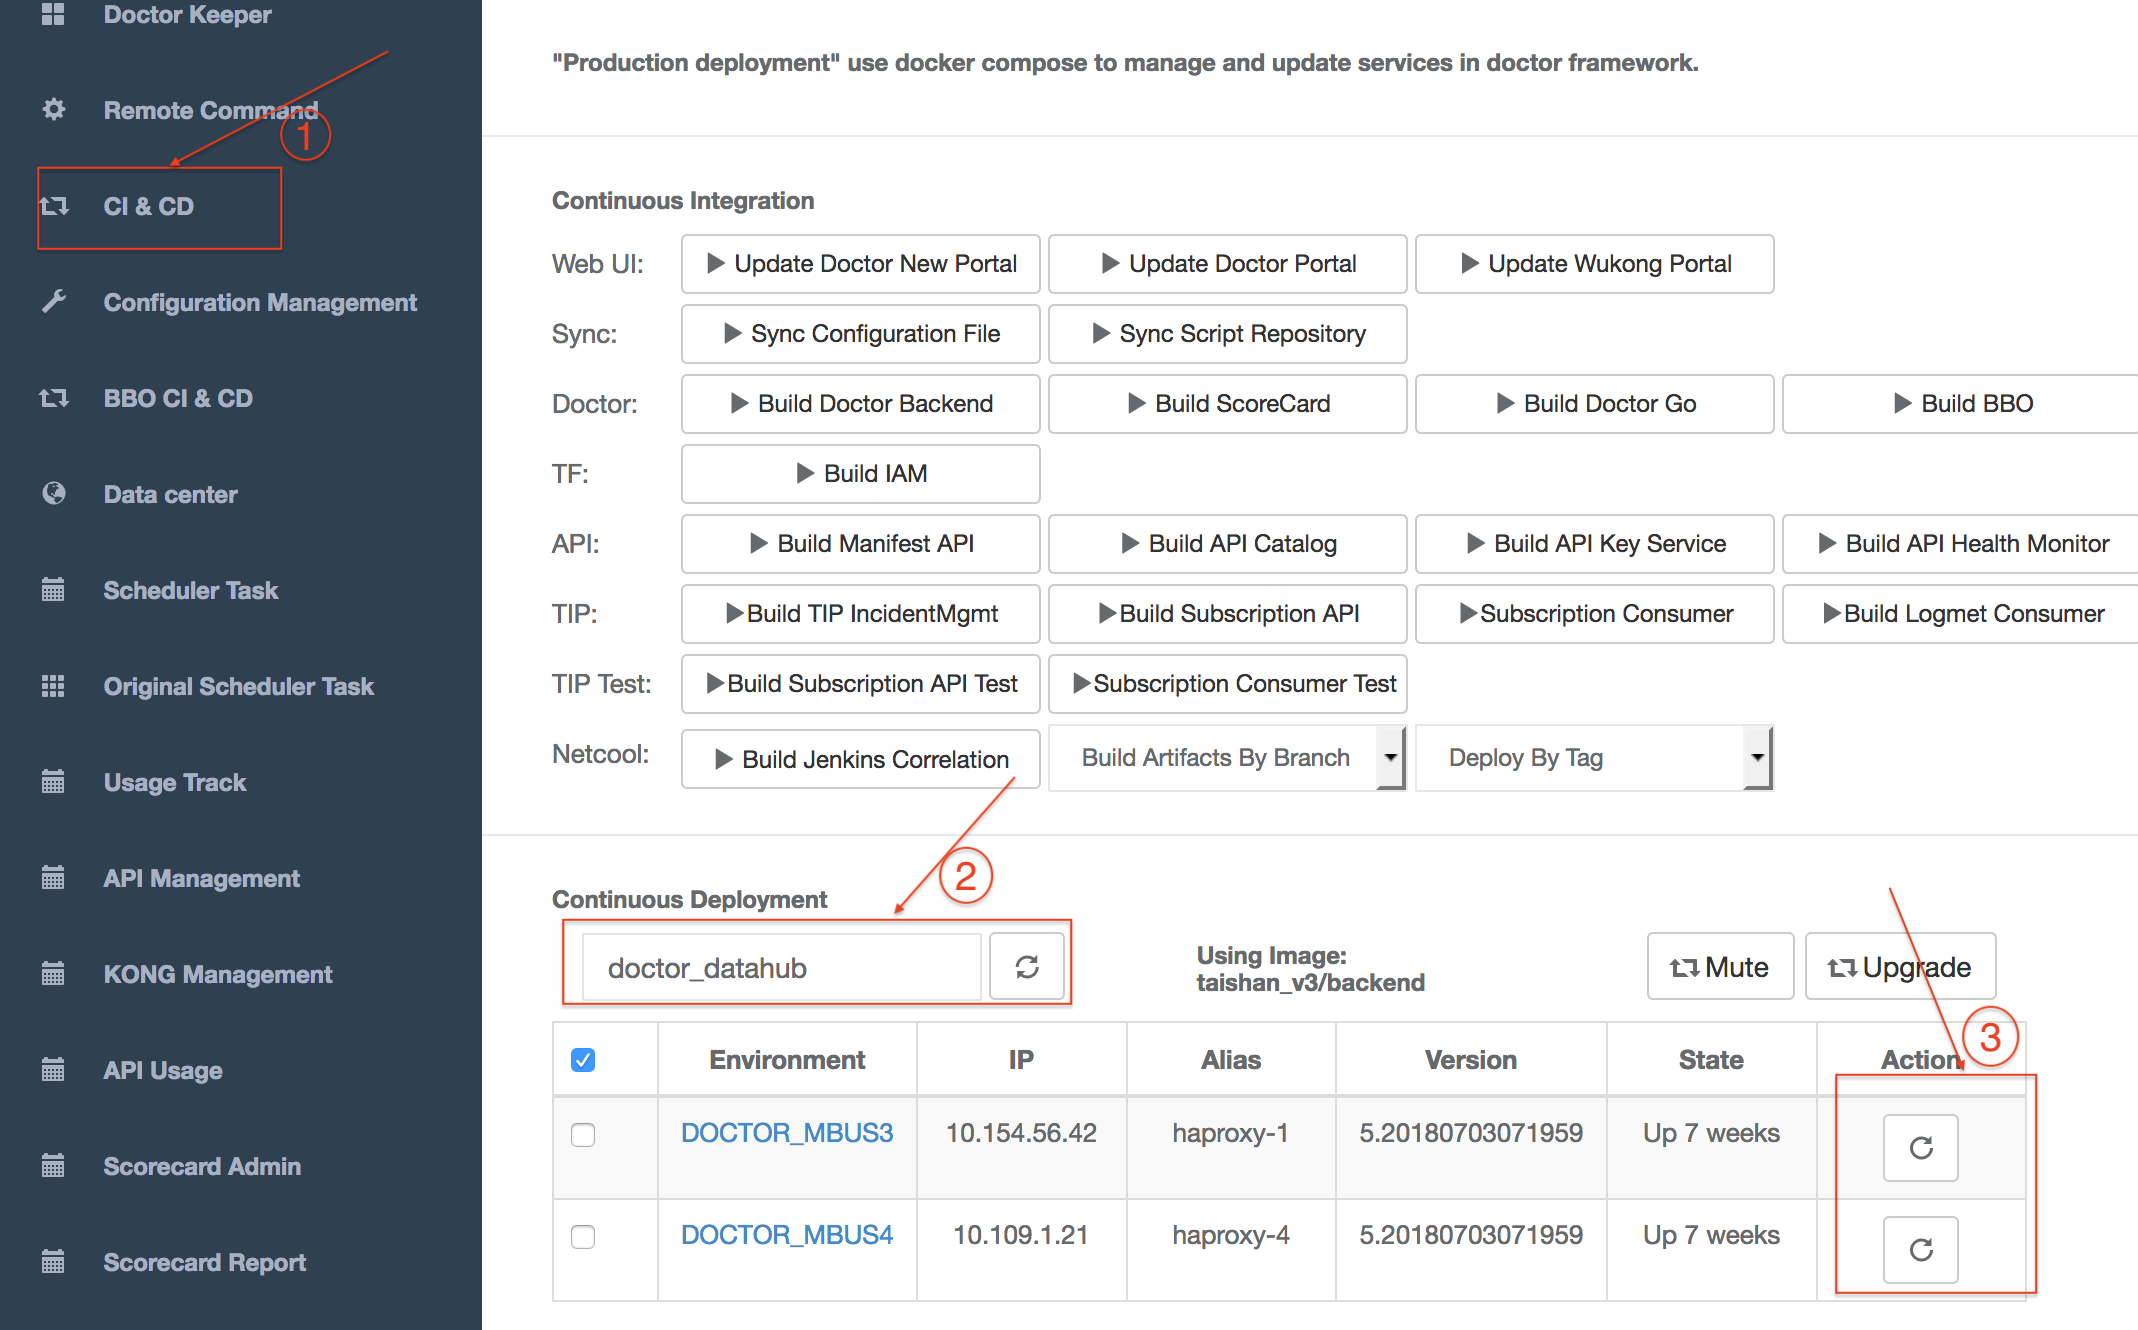 Doctor Keeper
Remote Command
1
CI & CD
Configuration Management
BBO CI & CD
Data center
Scheduler Task
Original Scheduler Task
Usage Track
API Management
KONG Management
API Usage
Scorecard Admin
Scorecard Report
"Production deployment" use docker compose to manage and update services in doctor framework.
Continuous Integration
Web UI: Update Doctor New Portal Update Doctor Portal Update Wukong Portal
Sync: Sync Configuration File Sync Script Repository
Doctor: Build Doctor Backend Build ScoreCard Build Doctor Go Build BBO
TF: Build IAM
API: Build Manifest API Build API Catalog Build API Key Service Build API Health Monitor
TIP: Build TIP IncidentMgmt Build Subscription API Subscription Consumer Build Logmet Consumer
TIP Test: Build Subscription API Test Subscription Consumer Test
Netcool: Build Jenkins Correlation Build Artifacts By Branch Deploy By Tag
2
Continuous Deployment
doctor_datahub
Using Image:
taishan_v3/backend
Mute Upgrade
3
Environment IP Alias Version State Action
DOCTOR_MBUS3 10.154.56.42 haproxy-1 5.20180703071959 Up 7 weeks
DOCTOR_MBUS4 10.109.1.21 haproxy-4 5.20180703071959 Up 7 weeks